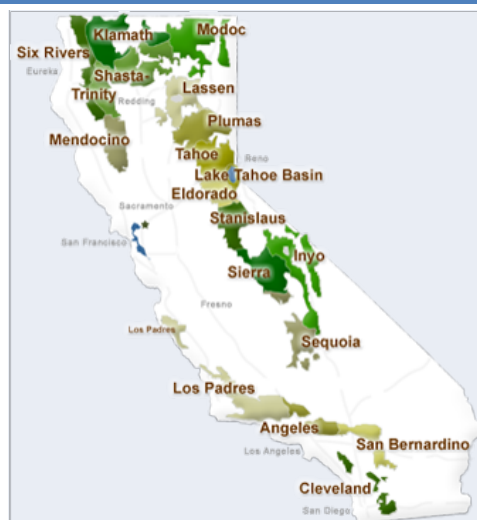 Klamath
Modoc
Six Rivers
Eureka
Shasta-
Trinity
Redding
Lassen
Plumas
Mendocino
Tahoe
Reno
Lake Tahoe Basin
Eldorado
Sacramento
Stanislaus
San Francisco
Inyo
Sierra
Fresno
Los Padres
Sequoia
Los Padres
Angeles
San Bernardino
Los Angeles
Cleveland
San Diego